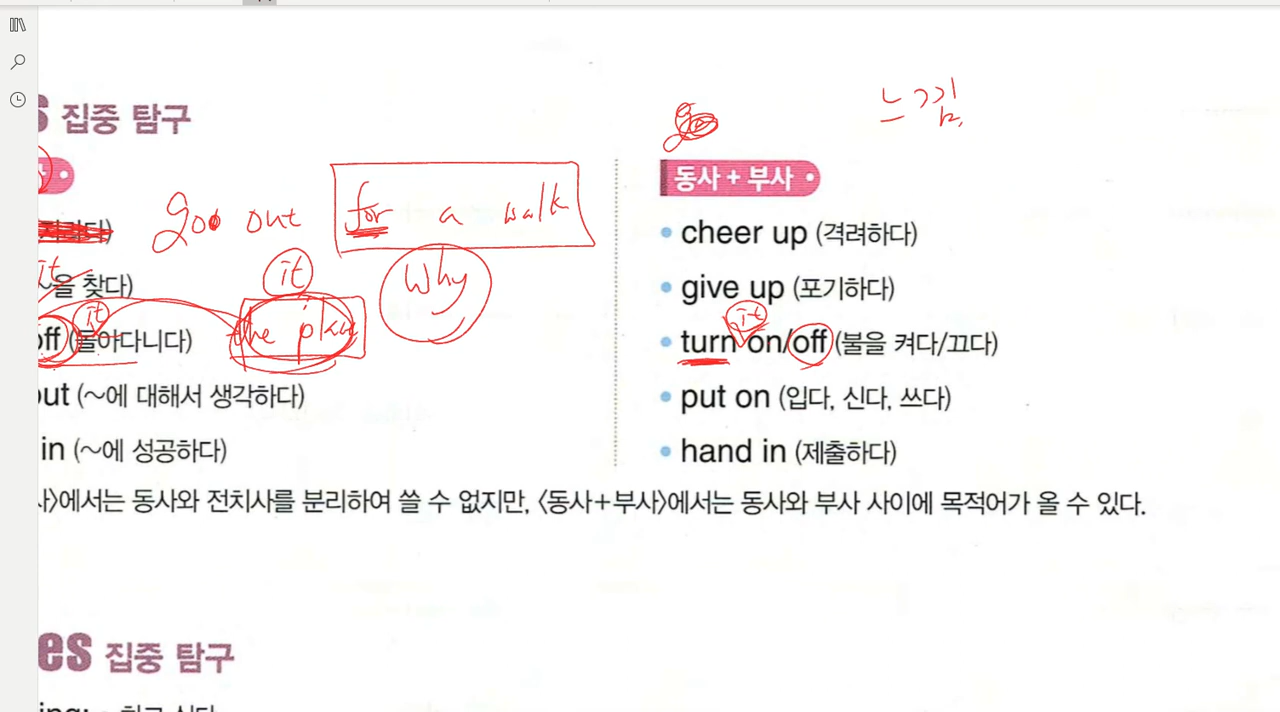 s 집중 탐구
느낌
go
동사 + 부사
go out for a walk
cheer up (격려하다)
it
~을 찾다)
it
Why
give up (포기하다)
off (돌아다니다)
it
the plan
it
turn on/off (불을 켜다/끄다)
out (~에 대해서 생각하다)
put on (입다, 신다, 쓰다)
in (~에 성공하다)
hand in (제출하다)
사>에서는 동사와 전치사를 분리하여 쓸 수 없지만, <동사+부사>에서는 동사와 부사 사이에 목적어가 올 수 있다.
es 집중 탐구